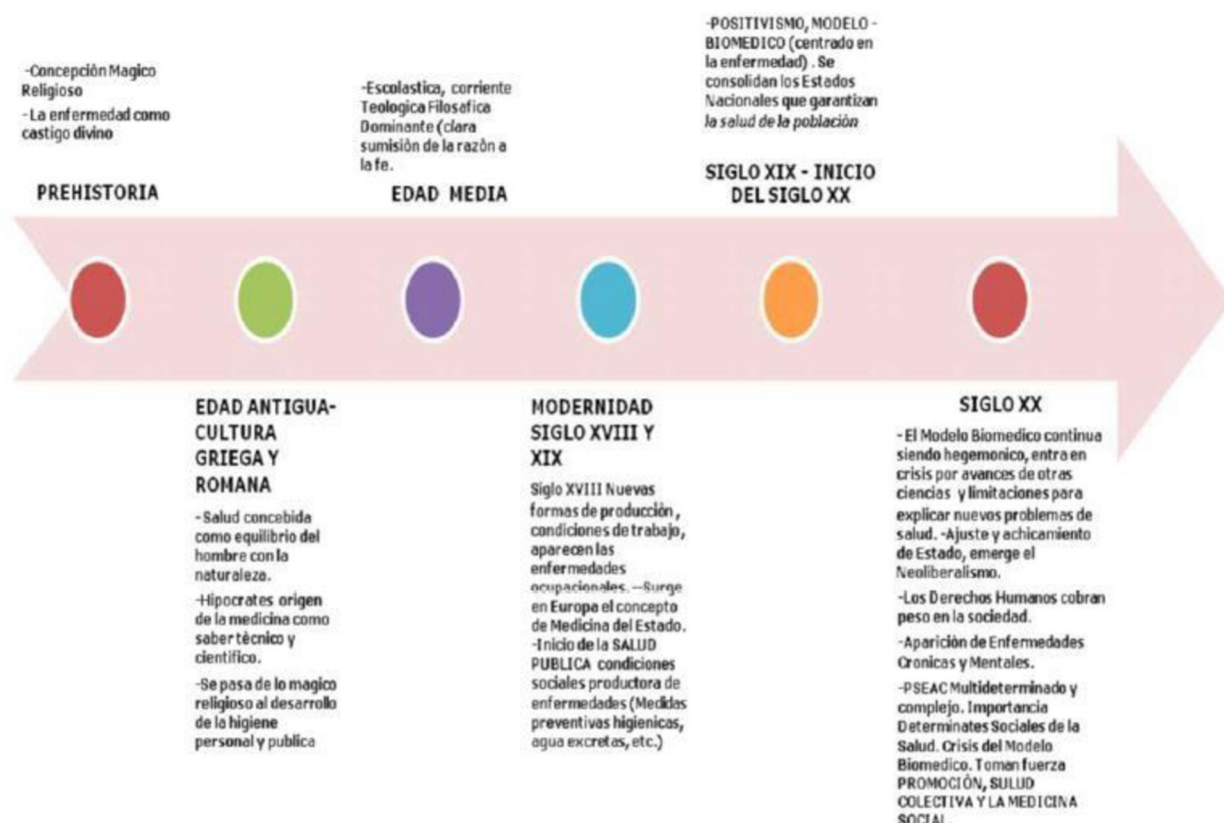 -Concepción Magico
Religioso
-La enfermedad como
castigo divino
PREHISTORIA
EDAD ANTIGUA-
CULTURA
GRIEGA Y
ROMANA
-Salud concebida
como equilibrio del
hombre con la
naturaleza.
-Hipocrates origen
de la medicina como
saber tècnico y
cientifico.
-Se pasa de lo magico
religioso al desarrollo
de la higiene
personal y publica
-Escolastica, corriente
Teologica Filosafica
Dominante (clara
sumisiòn de la razòn a
la fe.
EDAD MEDIA
MODERNIDAD
SIGLO XVIII Y
XIX
Siglo XVIII Nuevas
formas de producción,
condiciones de trabajo,
aparecen las
enfermedades
ocupacionales. --Surge
en Europa el concepto
de Medicina del Estado.
-Inicio de la SALUD
PUBLICA condiciones
sociales productora de
enfermedades (Medidas
preventivas higienicas,
agua excretas, etc.)
-POSITIVISMO, MODELO -
BIOMEDICO (centrado en
la enfermedad) . Se
consolidan los Estados
Nacionales que garantizan
la salud de la población
SIGLO XIX - INICIO
DEL SIGLO XX
SIGLO XX
-El Modelo Biomedico continua
siendo hegemonico, entra en
crisis por avances de otras
ciencias y limitaciones para
explicar nuevos problemas de
salud. -Ajuste y achicamiento
de Estado, emerge el
Neoliberalismo.
-Los Derechos Humanos cobran
peso en la sociedad.
-Apariciòn de Enfermedades
Cronicas y Mentales.
-PSEAC Multideterminado y
complejo. Importancia
Determinates Sociales de la
Salud. Crisis del Modelo
Biomedico. Toman fuerza
PROMOCIÒN, SULUD
COLECTIVA Y LA MEDICINA
SOCIAL.